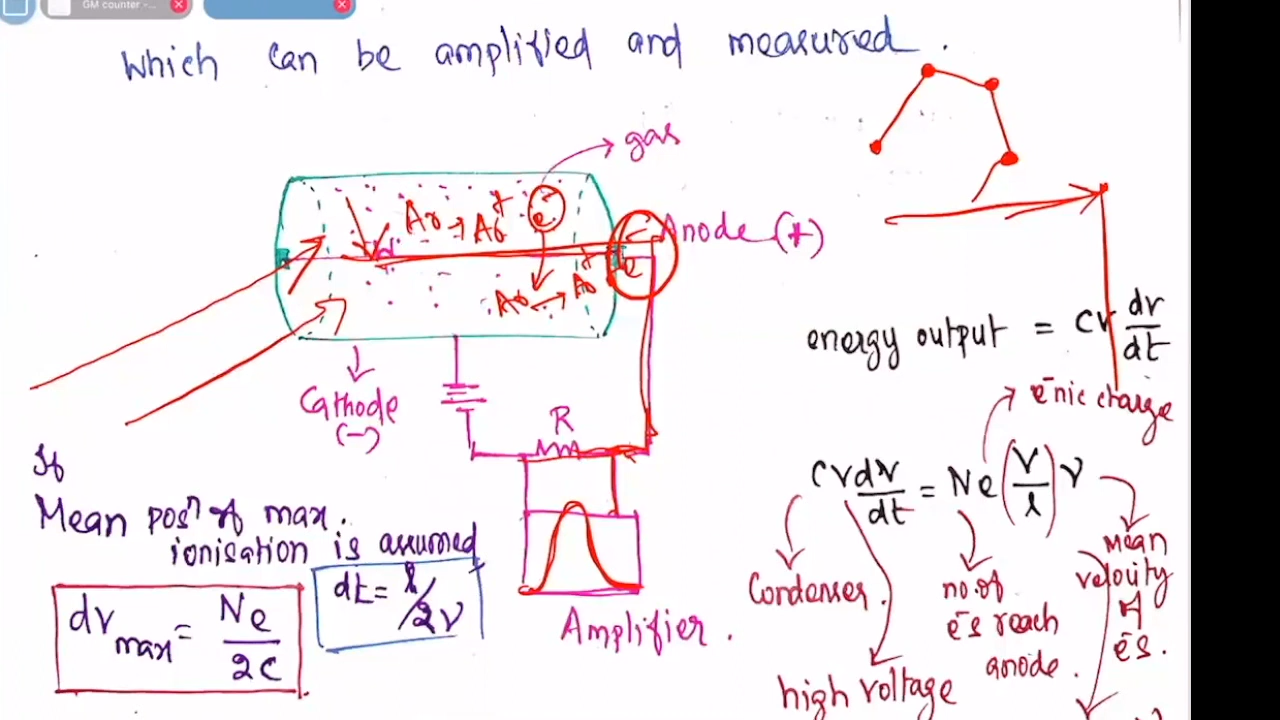 GM counter -...
which can be amplified and measured.
gas
Ar → Ar⁺
e⁻
Anode (+)
e⁻
Ar → Ar⁺
energy output = CV dv/dt
e⁻nic charge
Cathode
(-)
R
CV dv/dt = Ne (V/l) v
If
Mean posⁿ of max.
ionisation is assumed
dt = l/2v
dv max = Ne/2C
Amplifier.
Condenser.
no. of
e⁻s reach
anode.
Mean
velocity
of
e⁻s.
high voltage